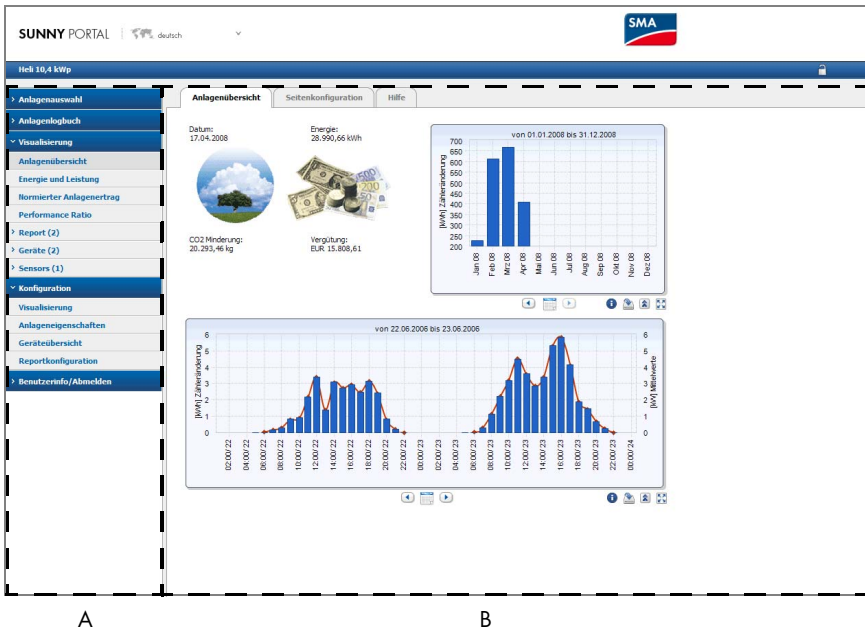 SUNNY PORTAL deutsch
SMA
Heli 10,4 kWp
Anlagenauswahl
Anlagenlogbuch
Visualisierung
Anlagenübersicht
Energie und Leistung
Normierter Anlagenertrag
Performance Ratio
Report (2)
Geräte (2)
Sensors (1)
Konfiguration
Visualisierung
Anlageneigenschaften
Geräteübersicht
Reportkonfiguration
Benutzerinfo/Abmelden
Anlagenübersicht Seitenkonfiguration Hilfe
Datum:
17.04.2008
Energie:
28.990,66 kWh
CO2 Minderung:
20.293,46 kg
Vergütung:
EUR 15.808,61
von 01.01.2008 bis 31.12.2008
[kWh] Zähleränderung
700
650
600
550
500
450
400
350
300
250
200
Jan 08 Feb 08 Mrz 08 Apr 08 Mai 08 Jun 08 Jul 08 Aug 08 Sep 08 Okt 08 Nov 08 Dez 08
von 22.06.2006 bis 23.06.2006
[kWh] Zähleränderung
6
5
4
3
2
1
0
6
5
4
3
2
1
0
[kW] Mittelwerte
02:00/ 22 04:00/ 22 06:00/ 22 08:00/ 22 10:00/ 22 12:00/ 22 14:00/ 22 16:00/ 22 18:00/ 22 20:00/ 22 22:00/ 22 00:00/ 23 02:00/ 23 04:00/ 23 06:00/ 23 08:00/ 23 10:00/ 23 12:00/ 23 14:00/ 23 16:00/ 23 18:00/ 23 20:00/ 23 22:00/ 23 00:00/ 24
A B